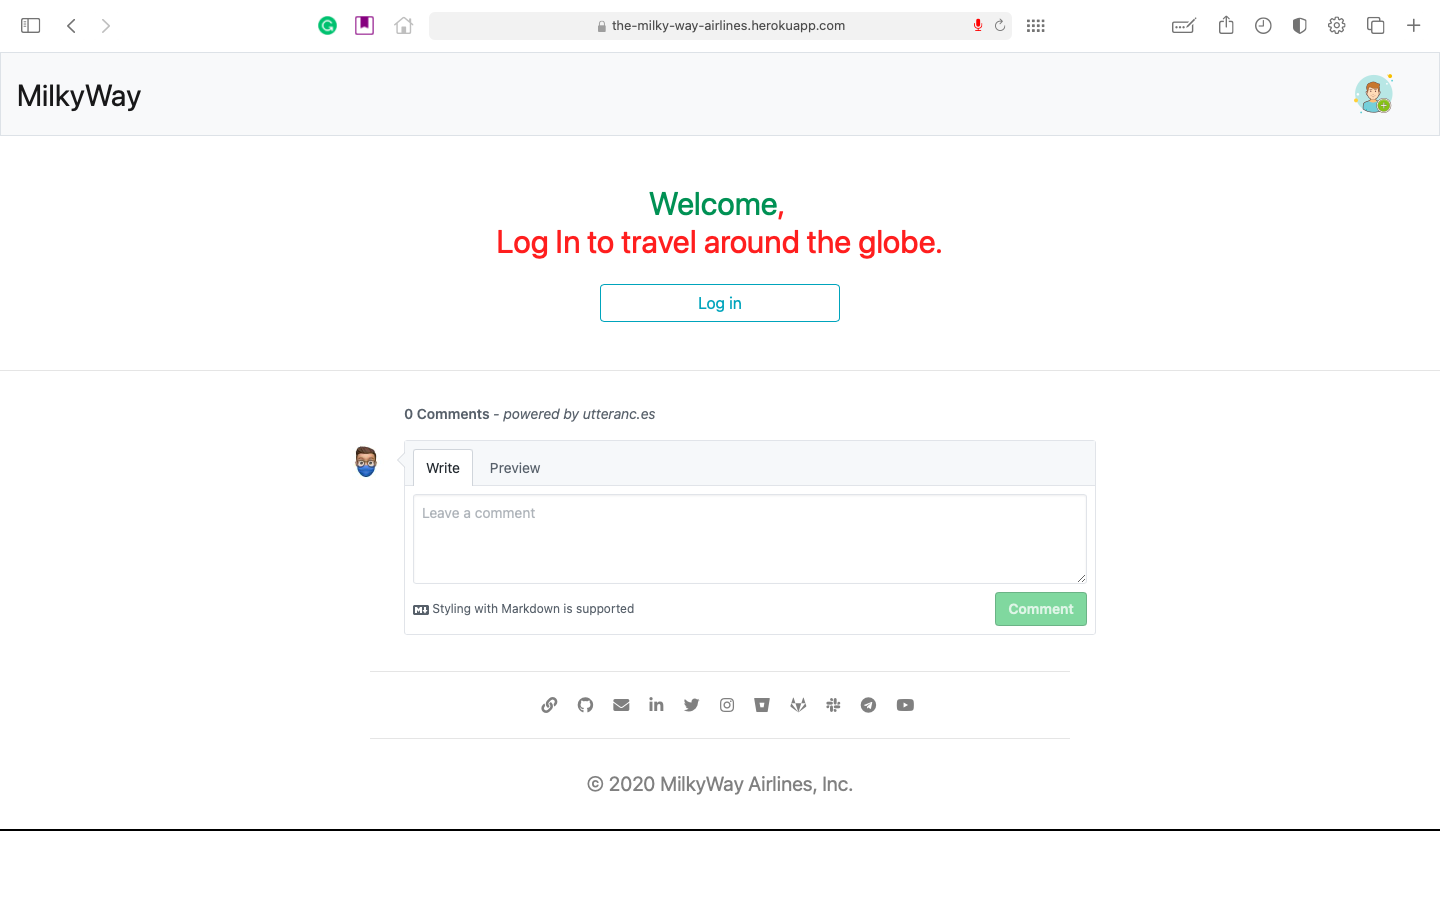 the-milky-way-airlines.herokuapp.com
MilkyWay
Welcome,
Log In to travel around the globe.
Log in
0 Comments - powered by utteranc.es
Write Preview
Leave a comment
Styling with Markdown is supported
Comment
© 2020 MilkyWay Airlines, Inc.